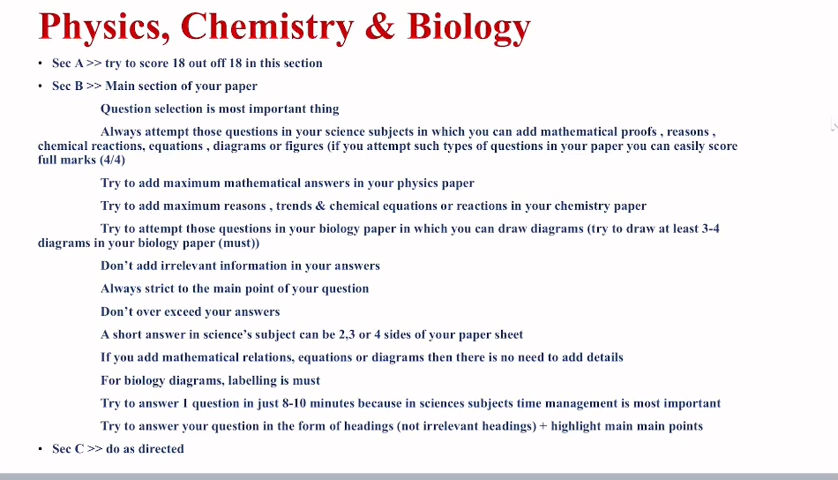 Physics, Chemistry & Biology
• Sec A >> try to score 18 out off 18 in this section
• Sec B >> Main section of your paper
Question selection is most important thing
Always attempt those questions in your science subjects in which you can add mathematical proofs , reasons ,
chemical reactions, equations , diagrams or figures (if you attempt such types of questions in your paper you can easily score
full marks (4/4)
Try to add maximum mathematical answers in your physics paper
Try to add maximum reasons , trends & chemical equations or reactions in your chemistry paper
Try to attempt those questions in your biology paper in which you can draw diagrams (try to draw at least 3-4
diagrams in your biology paper (must))
Don't add irrelevant information in your answers
Always strict to the main point of your question
Don't over exceed your answers
A short answer in science's subject can be 2,3 or 4 sides of your paper sheet
If you add mathematical relations, equations or diagrams then there is no need to add details
For biology diagrams, labelling is must
Try to answer 1 question in just 8-10 minutes because in sciences subjects time management is most important
Try to answer your question in the form of headings (not irrelevant headings) + highlight main main points
• Sec C >> do as directed